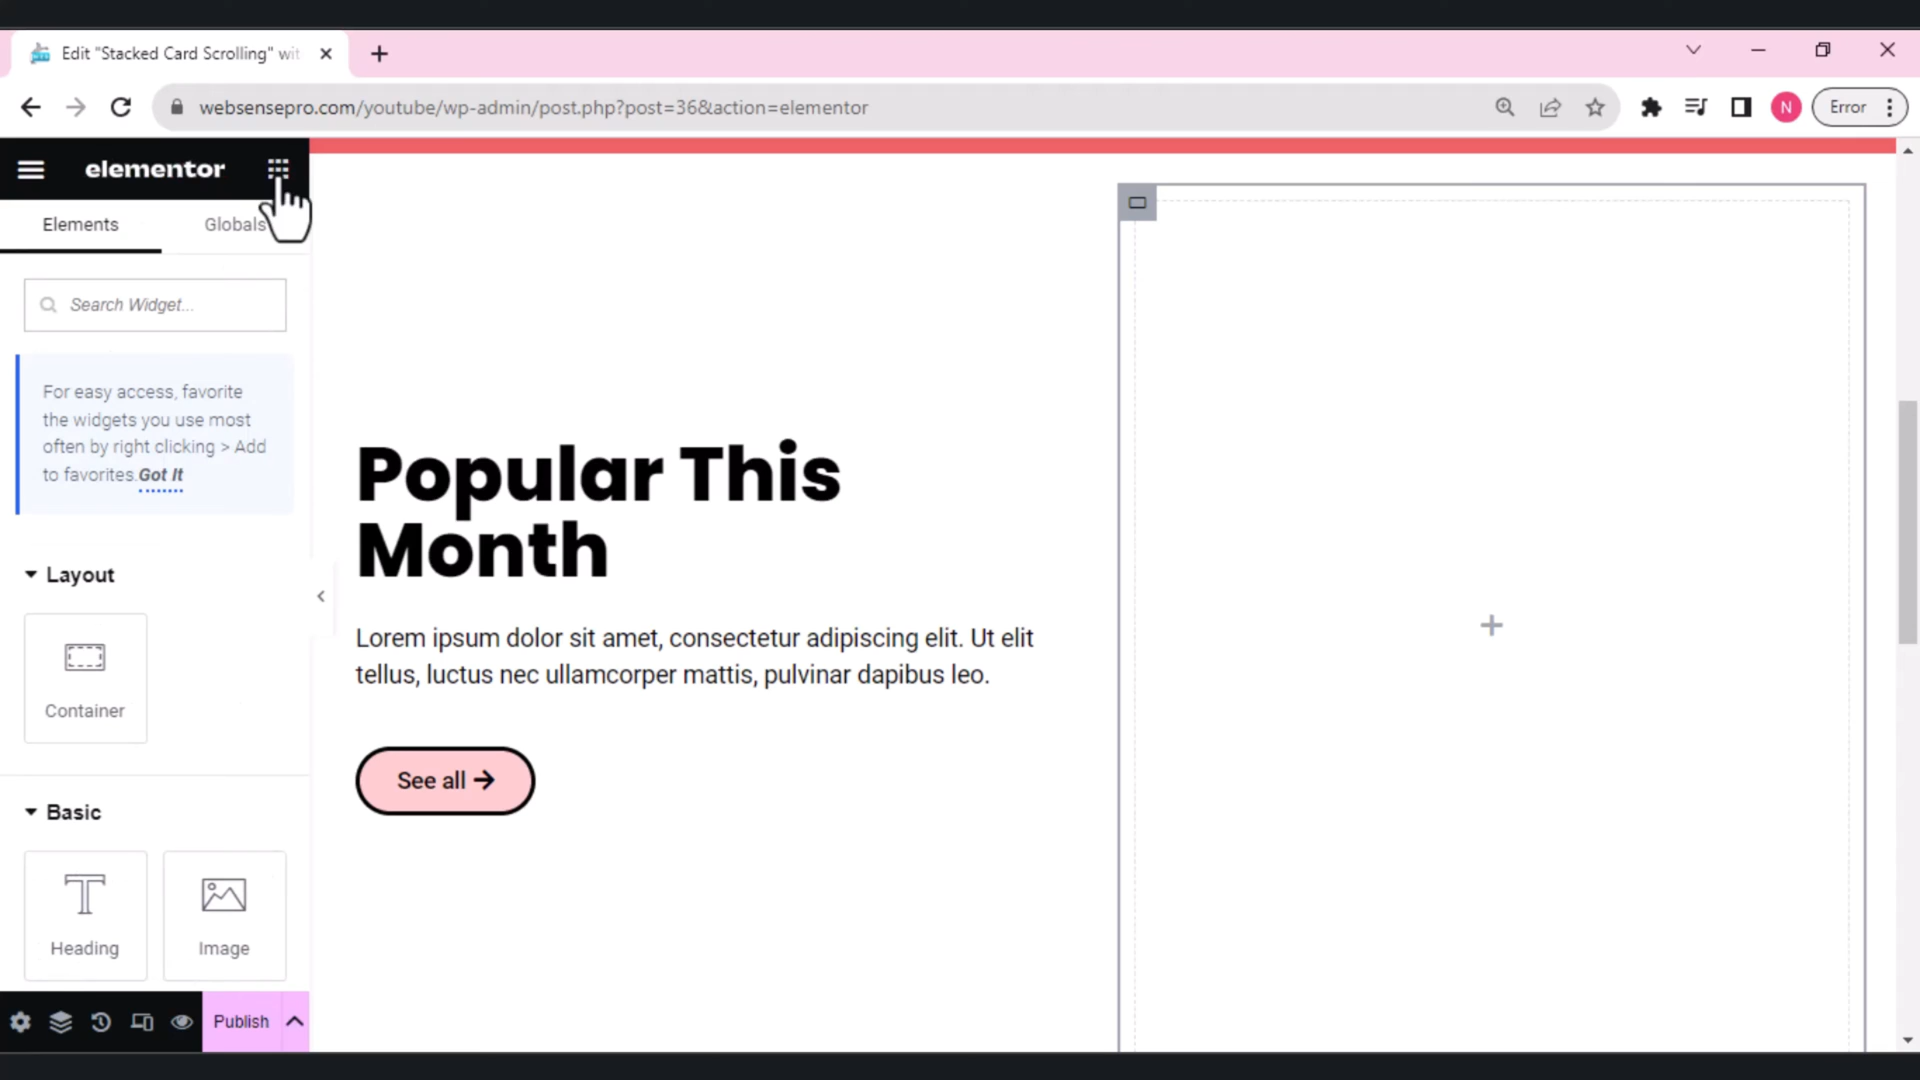 Edit "Stacked Card Scrolling" wit
websensepro.com/youtube/wp-admin/post.php?post=36&action=elementor
N
Error
elementor
Elements
Globals
Search Widget...
For easy access, favorite
the widgets you use most
often by right clicking > Add
to favorites.Got It
Layout
Container
Basic
Heading
Image
Publish
Popular This
Month
Lorem ipsum dolor sit amet, consectetur adipiscing elit. Ut elit
tellus, luctus nec ullamcorper mattis, pulvinar dapibus leo.
See all